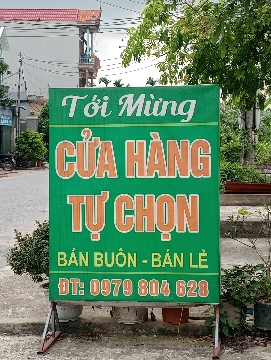 Tới Mừng
CỬA HÀNG
TỰ CHỌN
BÁN BUÔN - BÁN LẺ
ĐT: 0979 804 628